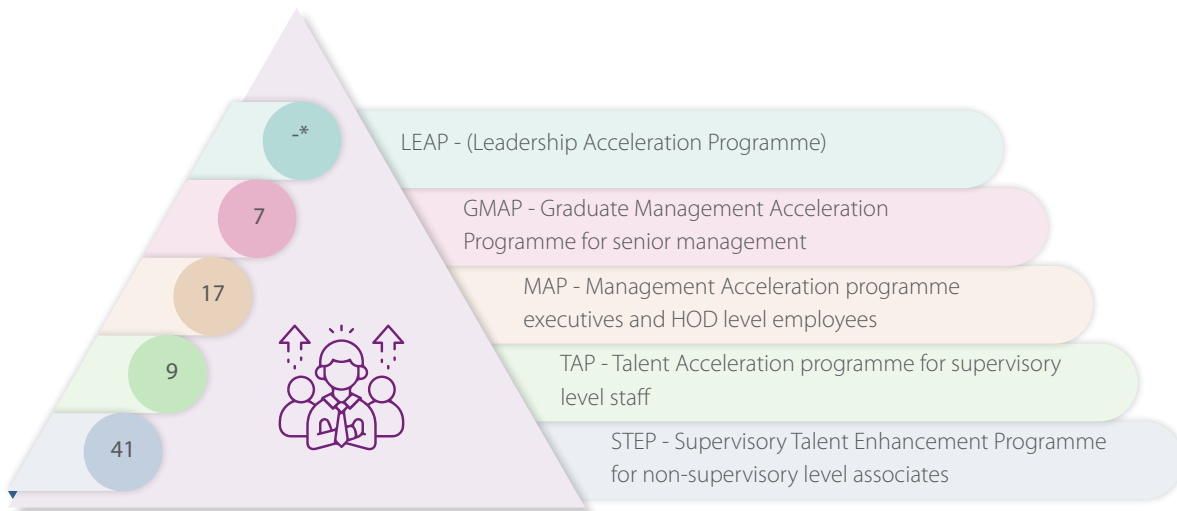 -*
LEAP - (Leadership Acceleration Programme)
7
GMAP - Graduate Management Acceleration
Programme for senior management
17
MAP - Management Acceleration programme
executives and HOD level employees
9
TAP - Talent Acceleration programme for supervisory
level staff
41
STEP - Supervisory Talent Enhancement Programme
for non-supervisory level associates